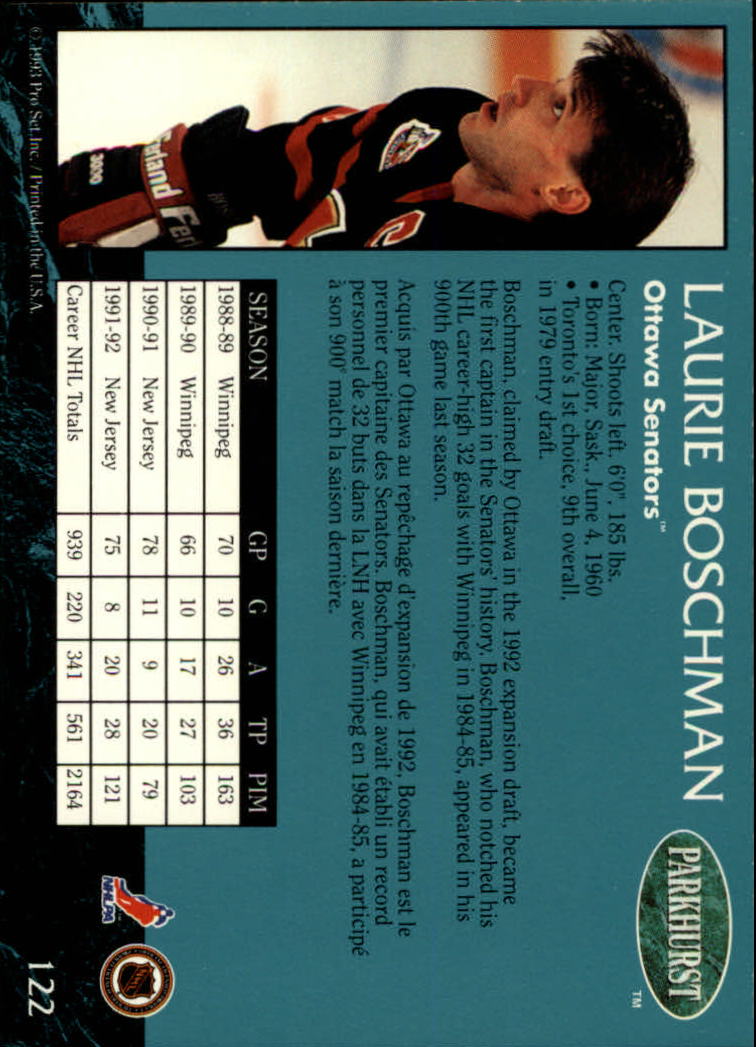 LAURIE BOSCHMAN
Ottawa Senators™
PARKHURST
TM
Center. Shoots left. 6'0". 185 lbs.
• Born: Major, Sask., June 4, 1960
• Toronto's 1st choice, 9th overall,
in 1979 entry draft.
Boschman, claimed by Ottawa in the 1992 expansion draft, became
the first captain in the Senators' history. Boschman, who notched his
NHL career-high 32 goals with Winnipeg in 1984-85, appeared in his
900th game last season.
Acquis par Ottawa au repêchage d'expansion de 1992, Boschman est le
premier capitaine des Senators. Boschman, qui avait établi un record
personnel de 32 buts dans la LNH avec Winnipeg en 1984-85, a participé
à son 900e match la saison dernière.
SEASON GP G A TP PIM
1988-89 Winnipeg 70 10 26 36 163
1989-90 Winnipeg 66 10 17 27 103
1990-91 New Jersey 78 11 9 20 79
1991-92 New Jersey 75 8 20 28 121
Career NHL Totals 939 220 341 561 2164
NHLPA
NHL
122
© 1993 Pro Set, Inc. / Printed in the U.S.A.
C
3090